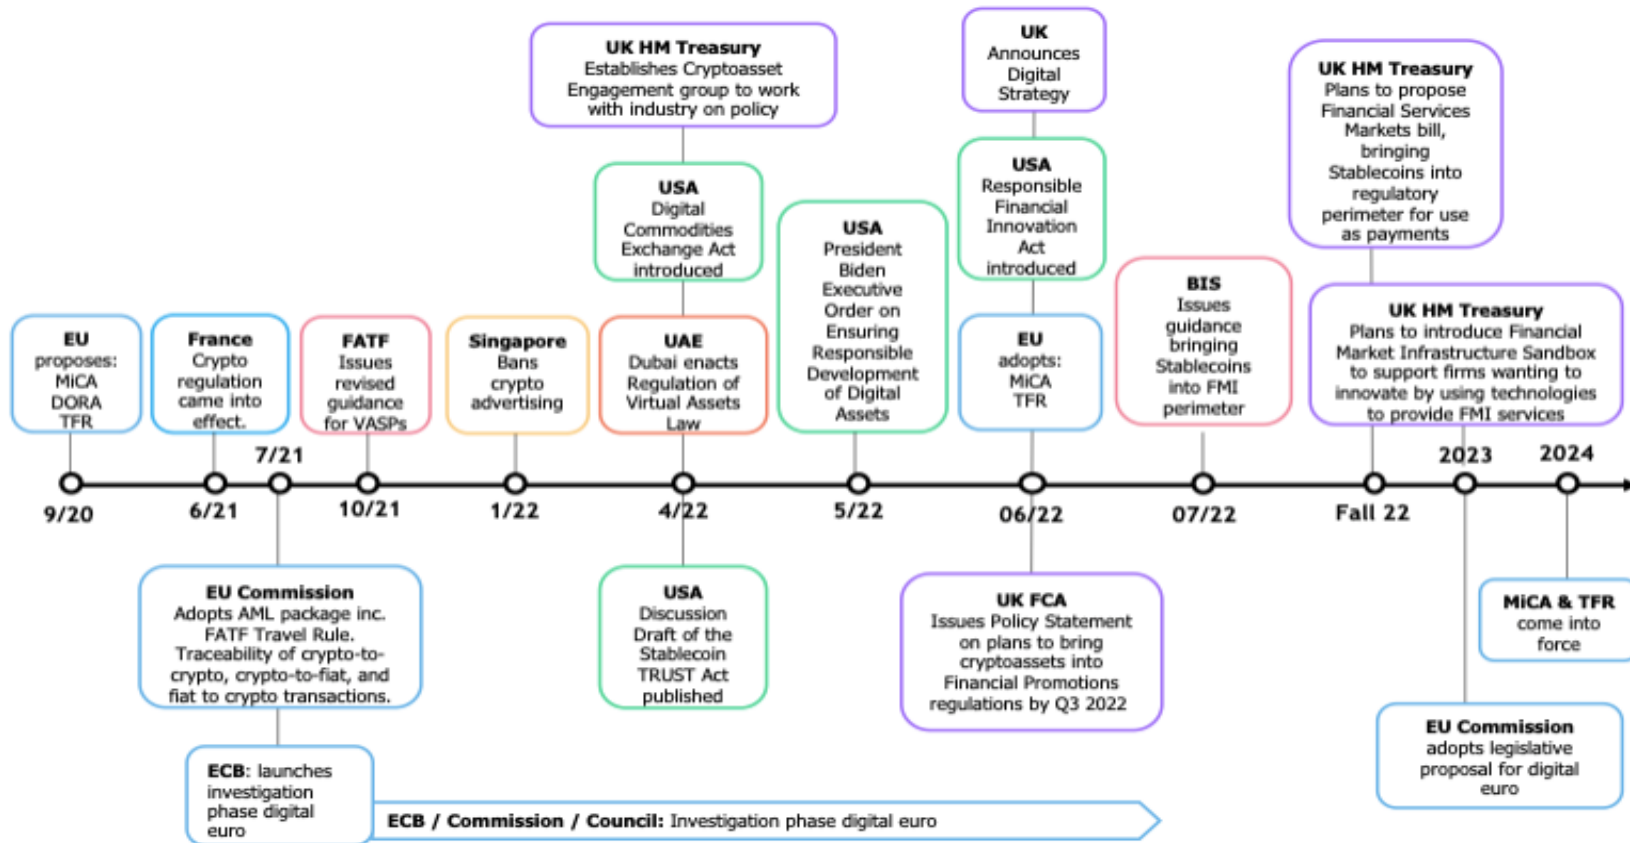 UK HM Treasury
Establishes Cryptoasset
Engagement group to work
with industry on policy
UK
Announces
Digital
Strategy
UK HM Treasury
Plans to propose
Financial Services
Markets bill,
bringing
Stablecoins into
regulatory
perimeter for use
as payments
USA
Digital
Commodities
Exchange Act
introduced
USA
President
Biden
Executive
Order on
Ensuring
Responsible
Development
of Digital
Assets
USA
Responsible
Financial
Innovation
Act
introduced
BIS
Issues
guidance
bringing
Stablecoins
into FMI
perimeter
UK HM Treasury
Plans to introduce Financial
Market Infrastructure Sandbox
to support firms wanting to
innovate by using technologies
to provide FMI services
EU
proposes:
MiCA
DORA
TFR
France
Crypto
regulation
came into
effect.
FATF
Issues
revised
guidance
for VASPs
Singapore
Bans
crypto
advertising
UAE
Dubai enacts
Regulation of
Virtual Assets
Law
EU
adopts:
MiCA
TFR
7/21
2023
2024
9/20
6/21
10/21
1/22
4/22
5/22
06/22
07/22
Fall 22
EU Commission
Adopts AML package inc.
FATF Travel Rule.
Traceability of crypto-to-
crypto, crypto-to-fiat, and
fiat to crypto transactions.
USA
Discussion
Draft of the
Stablecoin
TRUST Act
published
UK FCA
Issues Policy Statement
on plans to bring
cryptoassets into
Financial Promotions
regulations by Q3 2022
MiCA & TFR
come into
force
EU Commission
adopts legislative
proposal for digital
euro
ECB: launches
investigation
phase digital
euro
ECB / Commission / Council: Investigation phase digital euro